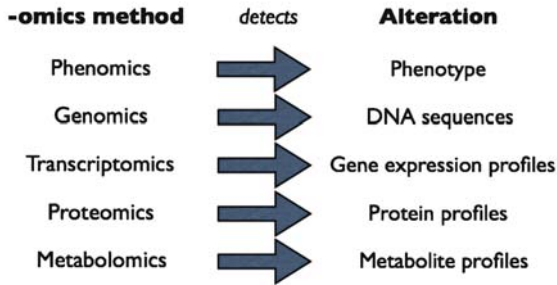 -omics method detects Alteration
Phenomics Phenotype
Genomics DNA sequences
Transcriptomics Gene expression profiles
Proteomics Protein profiles
Metabolomics Metabolite profiles